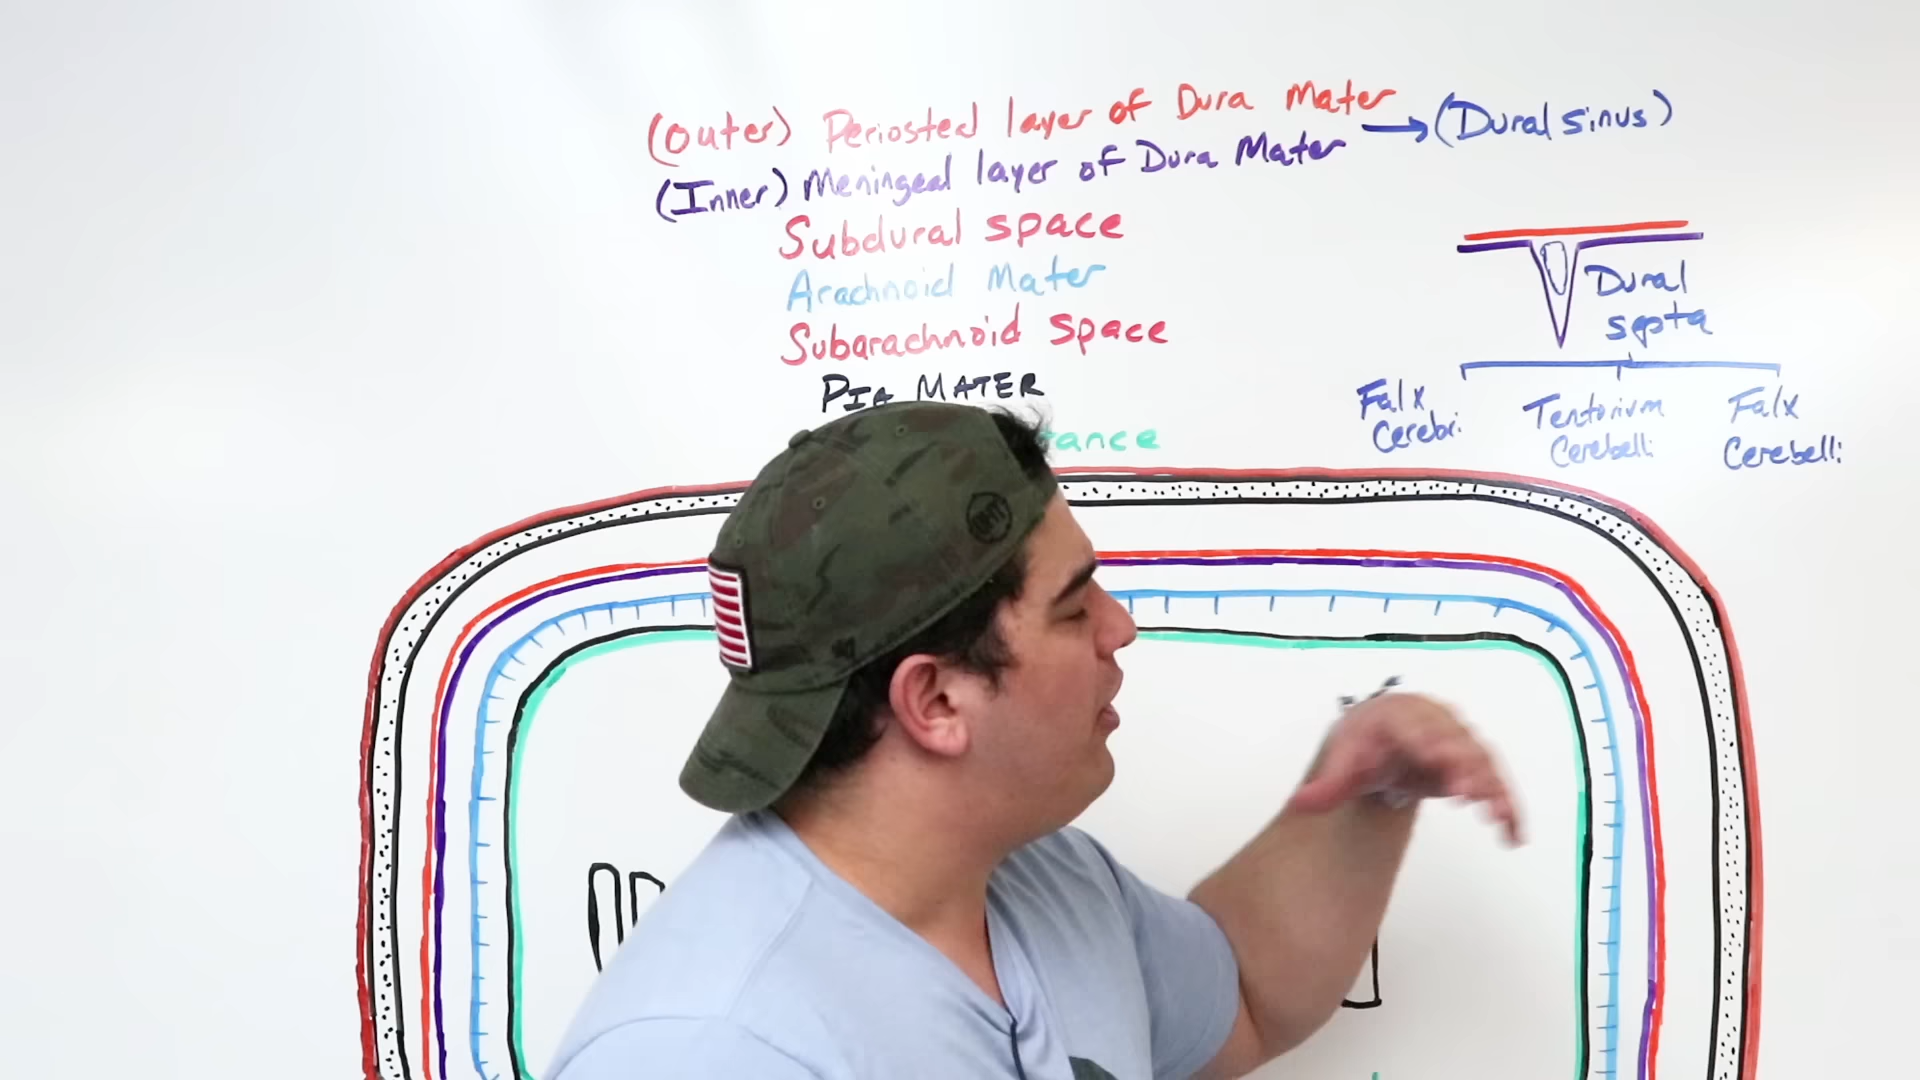 (Outer) Periosteal layer of Dura Mater
→ (Dural sinus)
(Inner) Meningeal layer of Dura Mater
Subdural space
Arachnoid Mater
Subarachnoid space
PIA MATER
tance
Dural
septa
Falx
Cerebri
Tentorium
Cerebelli
Falx
Cerebelli